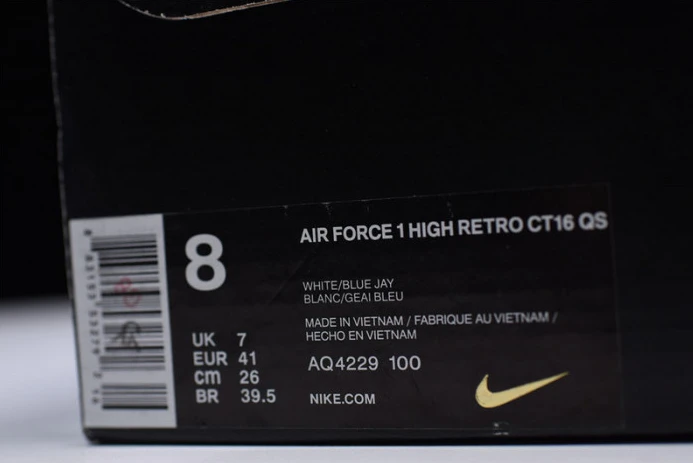 8
AIR FORCE 1 HIGH RETRO CT16 QS
WHITE/BLUE JAY
BLANC/GEAI BLEU
MADE IN VIETNAM / FABRIQUE AU VIETNAM /
HECHO EN VIETNAM
UK 7
EUR 41
cm 26
BR 39.5
AQ4229 100
NIKE.COM